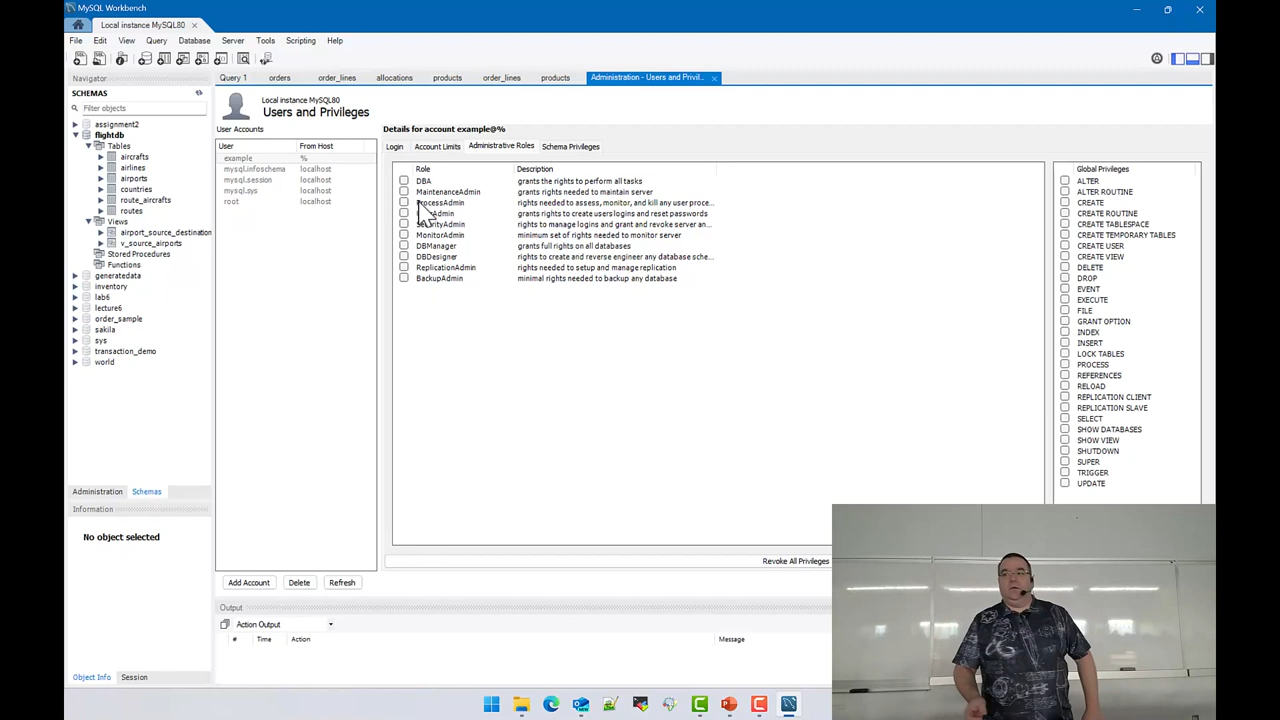 MySQL Workbench
Local instance MySQL80
File Edit View Query Database Server Tools Scripting Help
Navigator
SCHEMAS
Filter objects
assignment2
flightdb
Tables
aircrafts
airlines
airports
countries
route_aircrafts
routes
Views
airport_source_destination
v_source_airports
Stored Procedures
Functions
generatedata
inventory
lab6
lecture6
order_sample
sakila
sys
transaction_demo
world
Administration Schemas
Information
No object selected
Object Info Session
Query 1 orders order_lines allocations products order_lines products Administration - Users and Privil...
Local instance MySQL80
Users and Privileges
User Accounts
User From Host
example %
mysql.infoschema localhost
mysql.session localhost
mysql.sys localhost
root localhost
Add Account Delete Refresh
Details for account example@%
Login Account Limits Administrative Roles Schema Privileges
Role Description
DBA grants the rights to perform all tasks
MaintenanceAdmin grants rights needed to maintain server
ProcessAdmin rights needed to assess, monitor, and kill any user proce...
Admin grants rights to create users logins and reset passwords
SecurityAdmin rights to manage logins and grant and revoke server an...
MonitorAdmin minimum set of rights needed to monitor server
DBManager grants full rights on all databases
DBDesigner rights to create and reverse engineer any database sche...
ReplicationAdmin rights needed to setup and manage replication
BackupAdmin minimal rights needed to backup any database
Revoke All Privileges
Global Privileges
ALTER
ALTER ROUTINE
CREATE
CREATE ROUTINE
CREATE TABLESPACE
CREATE TEMPORARY TABLES
CREATE USER
CREATE VIEW
DELETE
DROP
EVENT
EXECUTE
FILE
GRANT OPTION
INDEX
INSERT
LOCK TABLES
PROCESS
REFERENCES
RELOAD
REPLICATION CLIENT
REPLICATION SLAVE
SELECT
SHOW DATABASES
SHOW VIEW
SHUTDOWN
SUPER
TRIGGER
UPDATE
Output
Action Output
# Time Action Message